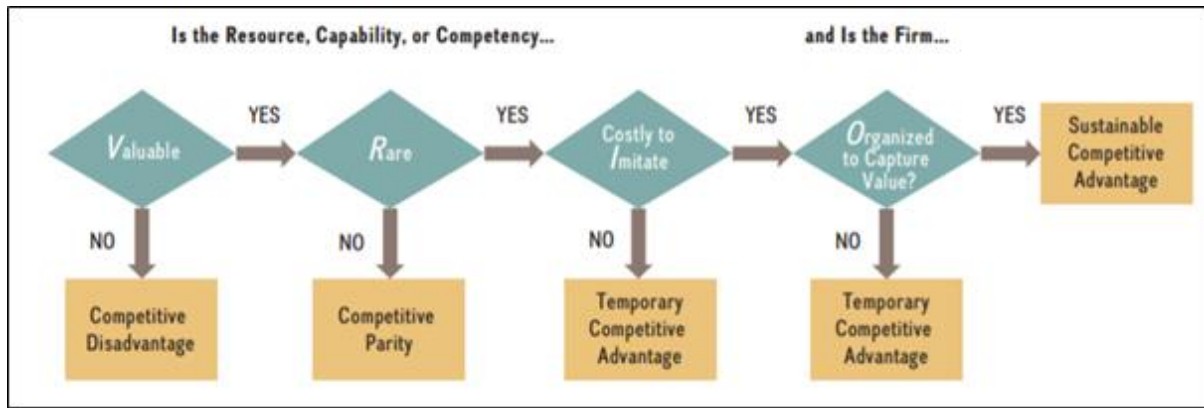 Is the Resource, Capability, or Competency...
and Is the Firm...
Valuable
YES
Rare
YES
Costly to
Imitate
YES
Organized
to Capture
Value?
YES
Sustainable
Competitive
Advantage
NO
NO
NO
NO
Competitive
Disadvantage
Competitive
Parity
Temporary
Competitive
Advantage
Temporary
Competitive
Advantage